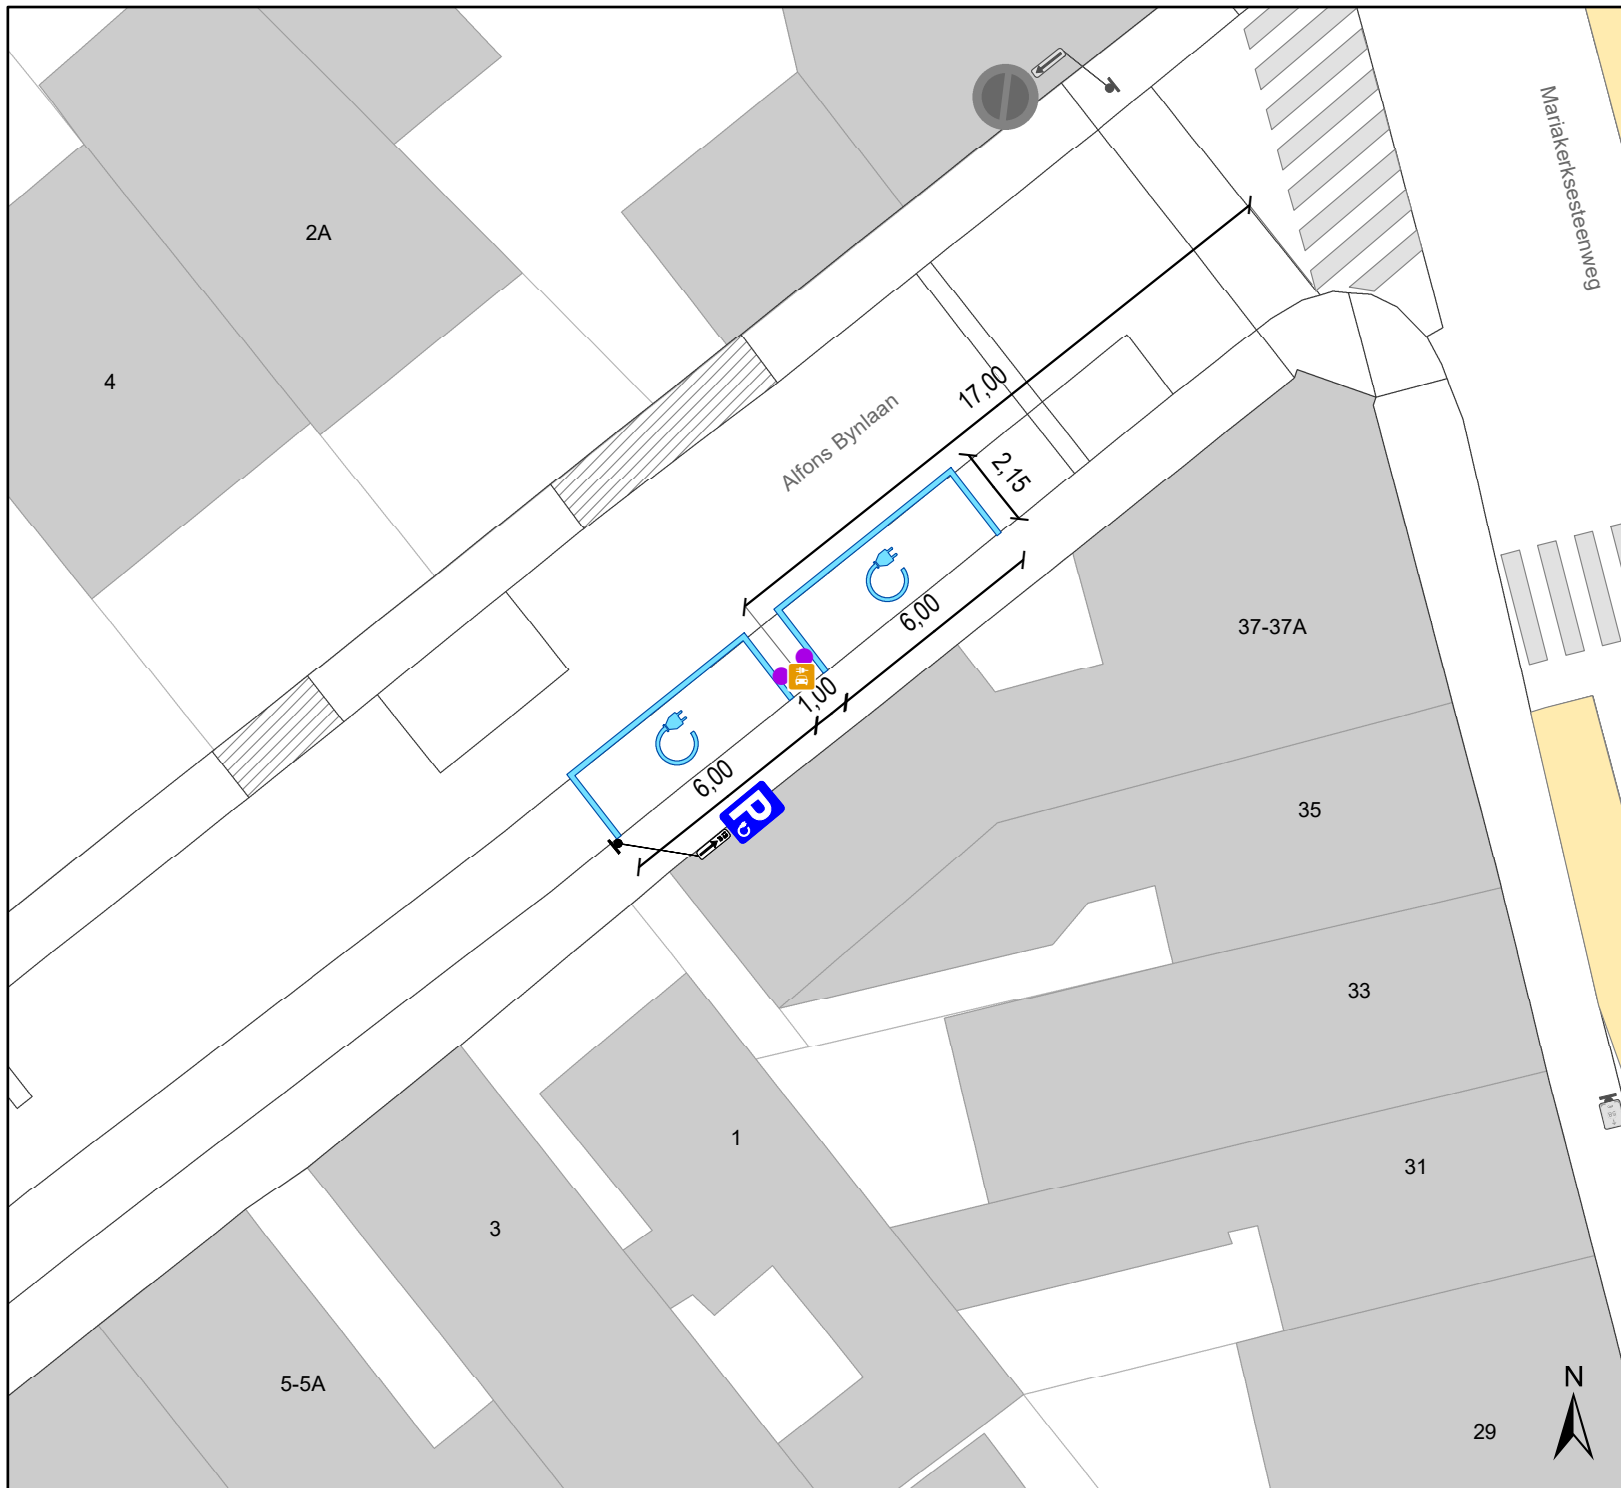 Mariakerksesteenweg
2A
4
17,00
Alfons Bynlaan
2,15
6,00
37-37A
1,00
6,00
P
35
33
1
31
3
N
5-5A
29